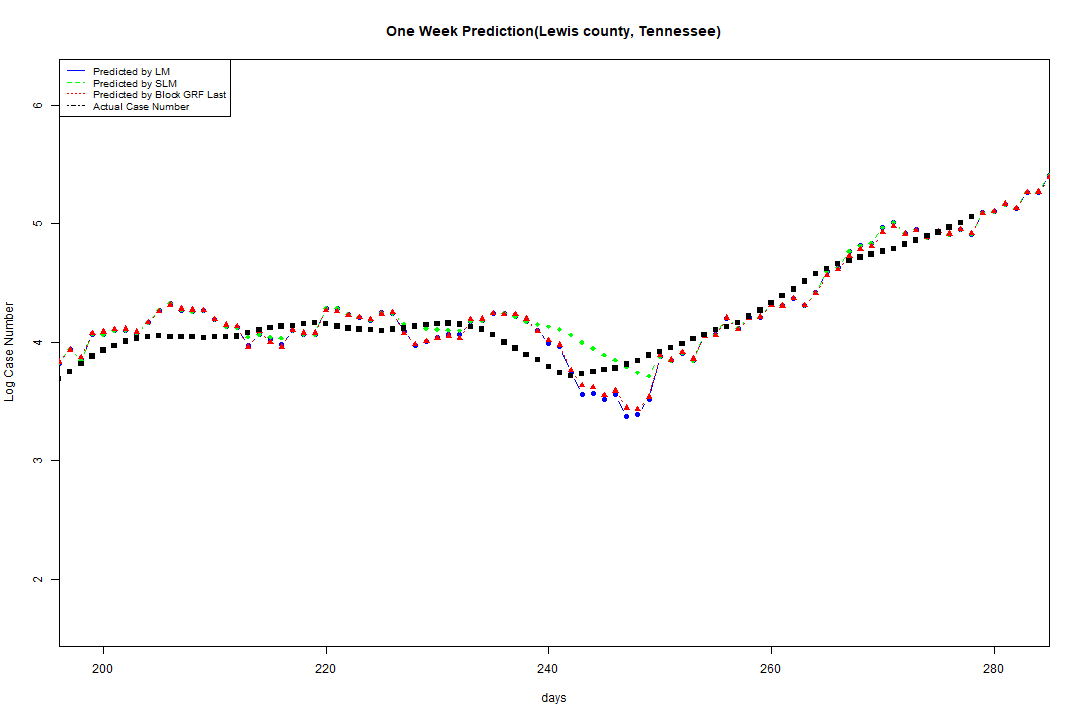 One Week Prediction(Lewis county, Tennessee)
Predicted by LM
Predicted by SLM
Predicted by Block GRF Last
Actual Case Number
6
5
4
3
2
Log Case Number
200 220 240 260 280
days